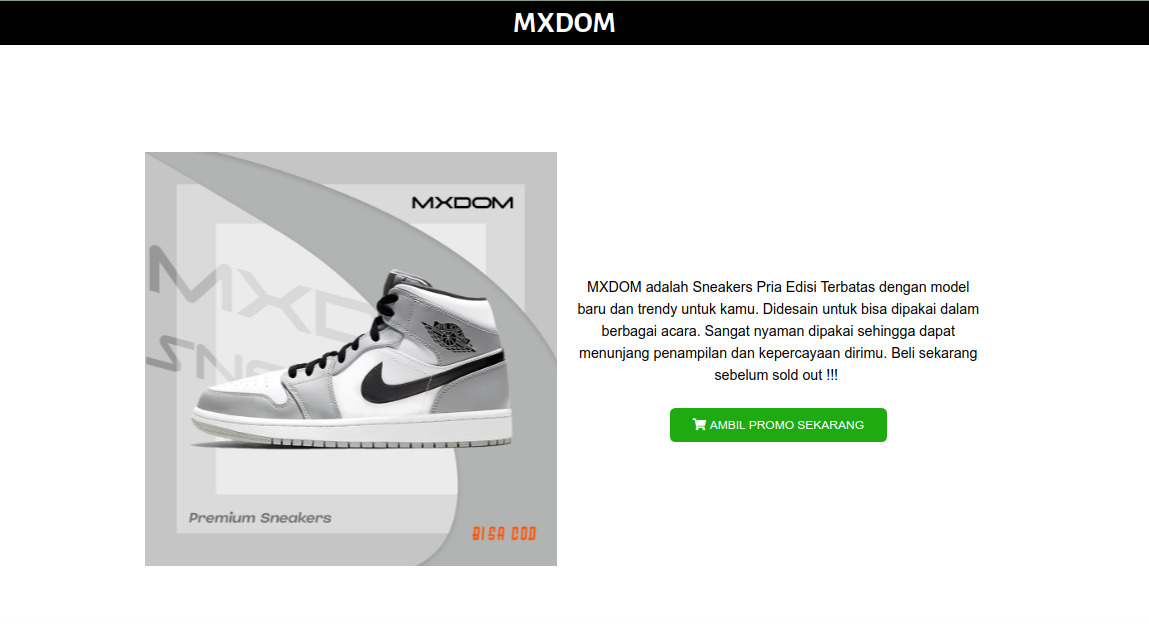 MXDOM
MXDOM
MXD
SNE
Premium Sneakers
BISA COD
MXDOM adalah Sneakers Pria Edisi Terbatas dengan model
baru dan trendy untuk kamu. Didesain untuk bisa dipakai dalam
berbagai acara. Sangat nyaman dipakai sehingga dapat
menunjang penampilan dan kepercayaan dirimu. Beli sekarang
sebelum sold out !!!
AMBIL PROMO SEKARANG